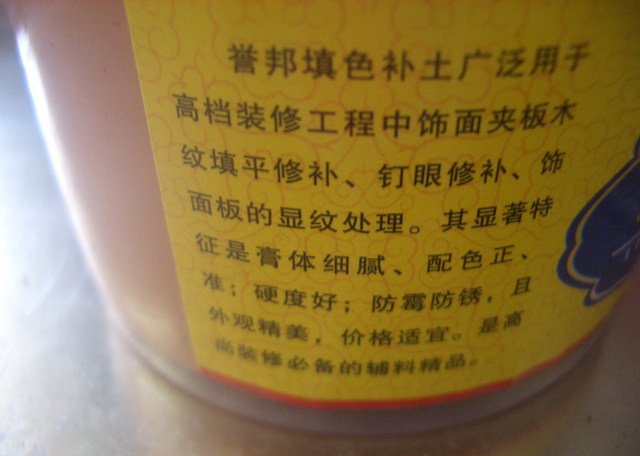 誉邦填色补土广泛用于
高档装修工程中饰面夹板木
纹填平修补、钉眼修补、饰
面板的显纹处理。其显著特
征是膏体细腻、配色正、
准；硬度好；防霉防锈，且
外观精美，价格适宜。是高
尚装修必备的辅料精品。